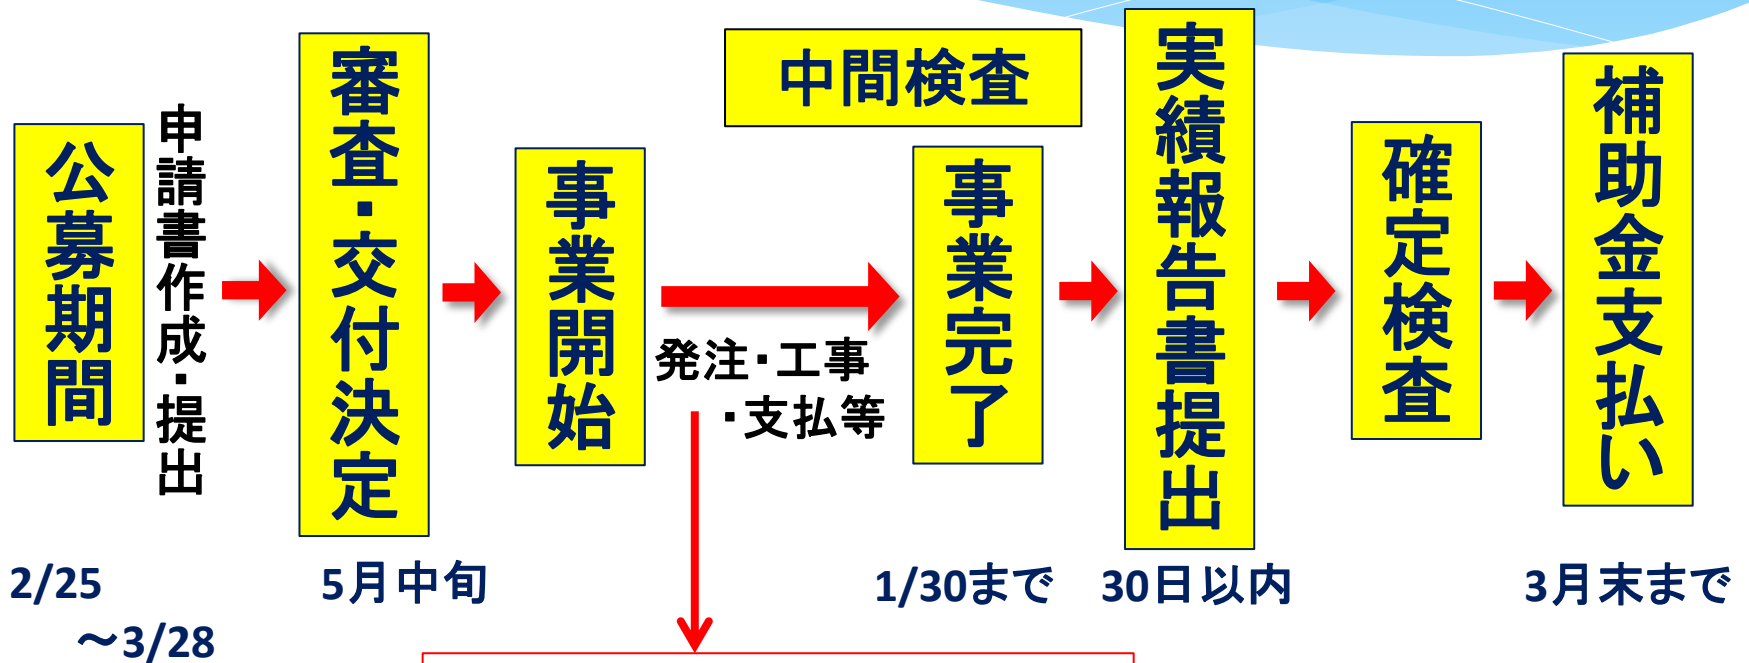 公募期間
申請書作成・提出
審査・交付決定
事業開始
中間検査
発注・工事
・支払等
事業完了
実績報告書提出
確定検査
補助金支払い
2/25
～3/28
5月中旬
1/30まで
30日以内
3月末まで